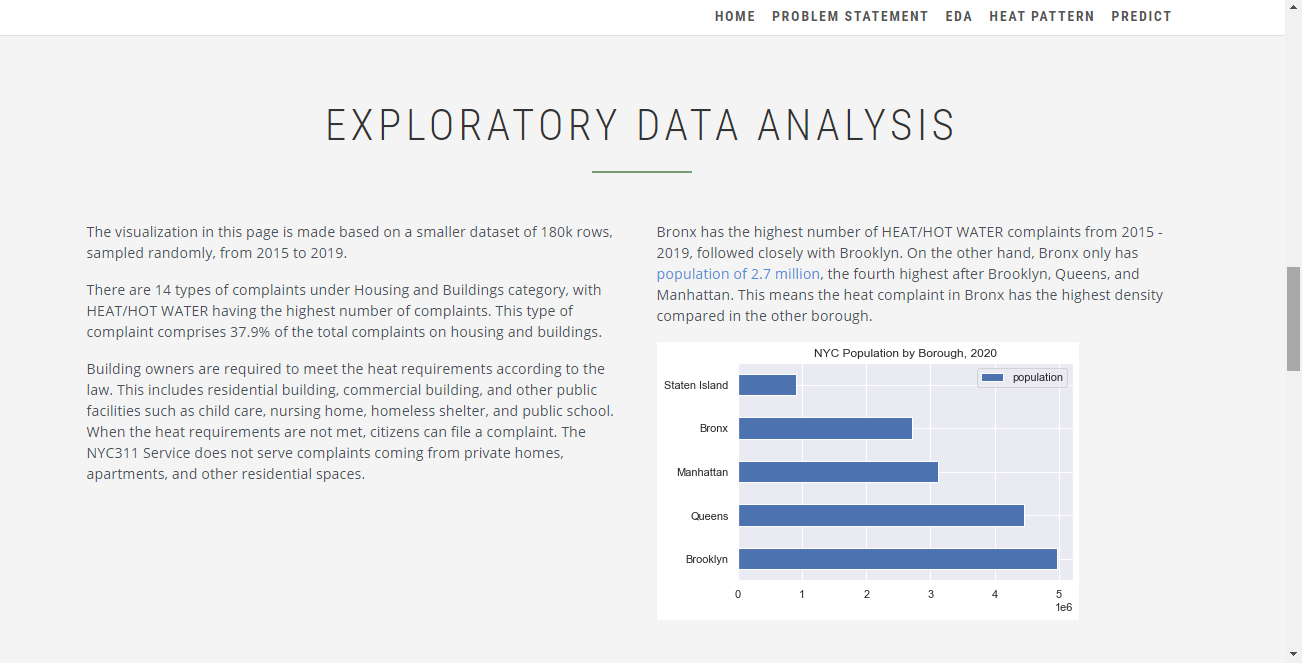 HOME PROBLEM STATEMENT EDA HEAT PATTERN PREDICT
EXPLORATORY DATA ANALYSIS
The visualization in this page is made based on a smaller dataset of 180k rows,
sampled randomly, from 2015 to 2019.
There are 14 types of complaints under Housing and Buildings category, with
HEAT/HOT WATER having the highest number of complaints. This type of
complaint comprises 37.9% of the total complaints on housing and buildings.
Building owners are required to meet the heat requirements according to the
law. This includes residential building, commercial building, and other public
facilities such as child care, nursing home, homeless shelter, and public school.
When the heat requirements are not met, citizens can file a complaint. The
NYC311 Service does not serve complaints coming from private homes,
apartments, and other residential spaces.
Bronx has the highest number of HEAT/HOT WATER complaints from 2015 -
2019, followed closely with Brooklyn. On the other hand, Bronx only has
population of 2.7 million, the fourth highest after Brooklyn, Queens, and
Manhattan. This means the heat complaint in Bronx has the highest density
compared in the other borough.
NYC Population by Borough, 2020
population
Staten Island
Bronx
Manhattan
Queens
Brooklyn
0 1 2 3 4 5
1e6